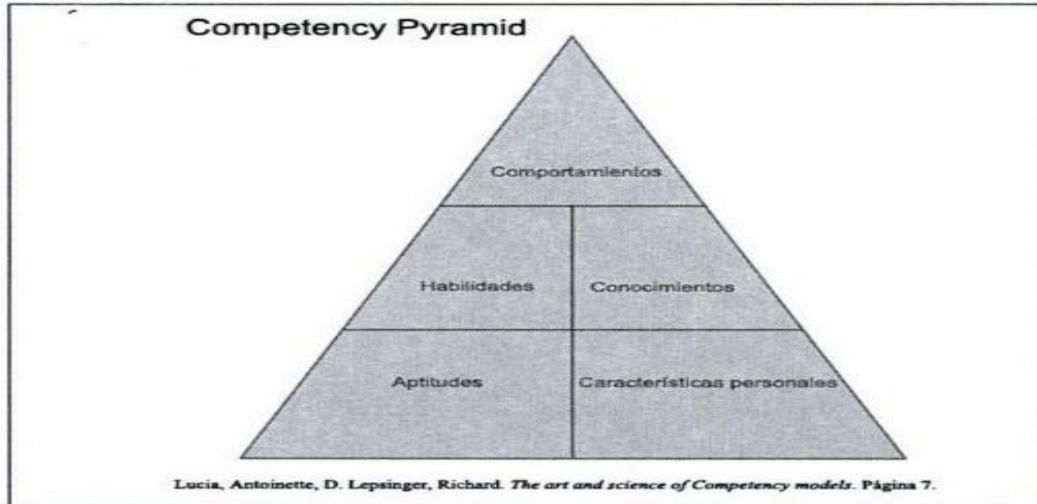 Competency Pyramid
Comportamientos
Habilidades Conocimientos
Aptitudes Características personales
Lucia, Antoinette, D. Lepsinger, Richard. The art and science of Competency models. Página 7.